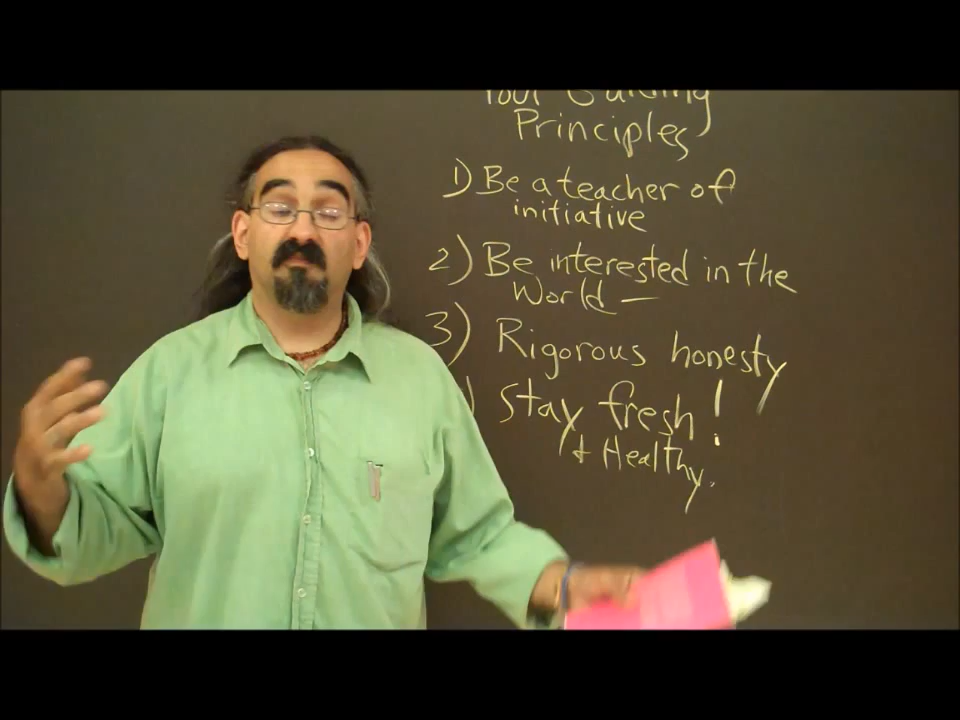 Principles
1) Be a teacher of
initiative
2) Be interested in the
World —
3) Rigorous honesty
) Stay fresh!
+ Healthy.